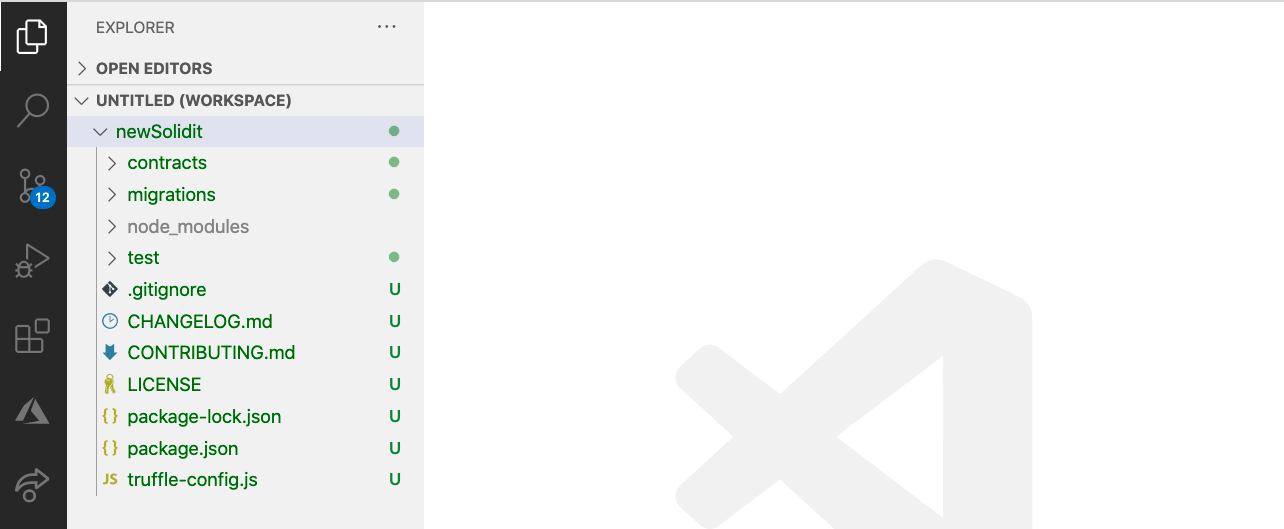 EXPLORER ...
OPEN EDITORS
UNTITLED (WORKSPACE)
newSolidit
contracts
migrations
12
node_modules
test
.gitignore U
CHANGELOG.md U
CONTRIBUTING.md U
LICENSE U
{} package-lock.json U
{} package.json U
JS truffle-config.js U